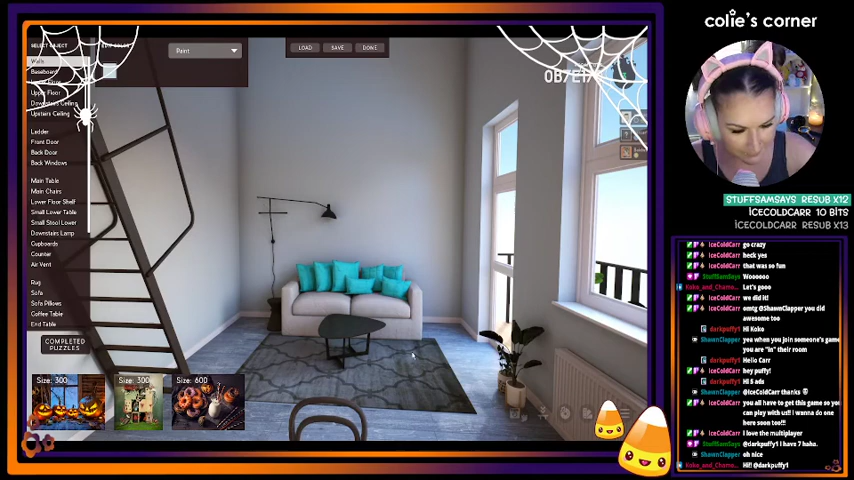 colie's corner
SELECT OBJECT
EDIT COLOR
Walls
Baseboard
Upper Floor
Downstairs Ceiling
Upstairs Ceiling
Ladder
Front Door
Back Door
Back Windows
Main Table
Main Chairs
Lower Floor Shelf
Small Lower Table
Small Stool Lower
Downstairs Lamp
Cupboards
Counter
Air Vent
Rug
Sofa
Sofa Pillows
Coffee Table
End Table
COMPLETED
PUZZLES
Size: 300
Size: 300
Size: 600
Paint
LOAD
SAVE
DONE
STUFFSAMSAYS RESUB X12
ICECOLDCARR 10 BITS
ICECOLDCARR RESUB X13
IceColdCarr go crazy
IceColdCarr heck yes
IceColdCarr that was so fun
StuffSamSays Wooooo
Koko_and_Chamo... Let's gooo
IceColdCarr we did it!
IceColdCarr omtg @ShawnClapper you did
awesome too
darkpuffy1 Hi Koko
ShawnClapper yea when you join someone's game
you are "in" their room
darkpuffy1 Hello Carr
IceColdCarr hey puffy!
darkpuffy1 Hi 5 ads
ShawnClapper @IceColdCarr thanks
IceColdCarr you all have to get this game so you
can play with us!! i wanna do one
here soon too!!
IceColdCarr I love the multiplayer
StuffSamSays @darkpuffy1 I have 7 haha.
ShawnClapper oh nice
Koko_and_Chamo... Hi!! @darkpuffy1